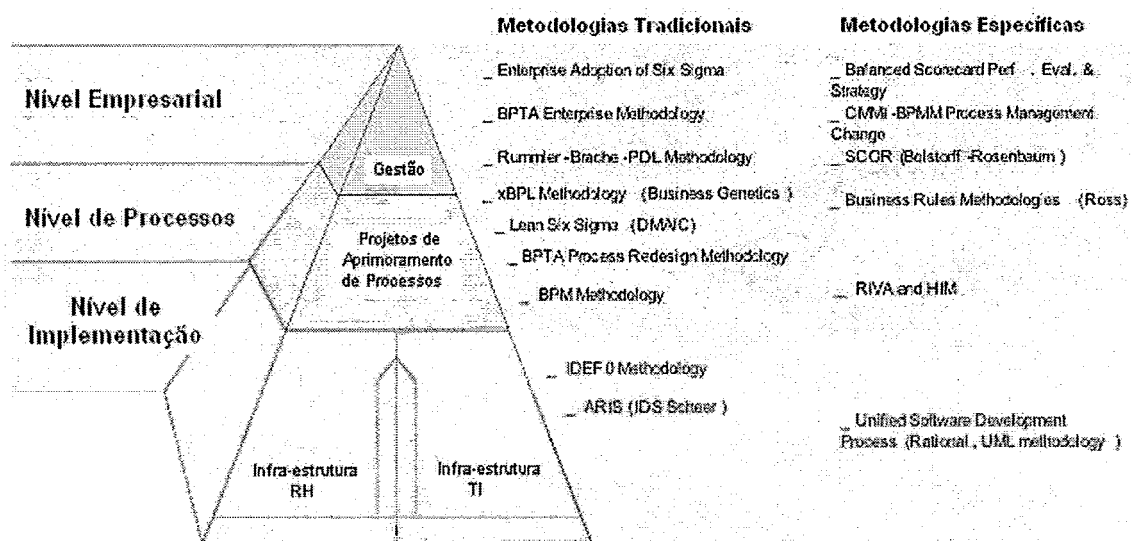 Metodologias Tradicionais
Metodologias Específicas
Nível Empresarial
Nível de Processos
Nível de
Implementação
Gestão
Projetos de
Aprimoramento
de Processos
Infra-estrutura
RH
Infra-estrutura
TI
_ Enterprise Adoption of Six Sigma
_ BPTA Enterprise Methodology
_ Rummler -Brache -PDL Methodology
_ xBPL Methodology (Business Genetics )
_ Lean Six Sigma (DMAIC)
_ BPTA Process Redesign Methodology
_ BPM Methodology
_ IDEF 0 Methodology
_ ARIS (IDS Scheer )
_ Balanced Scorecard Perf . Eval. &
Strategy
_ CMMI -BPMM Process Management
Change
_ SCOR (Bolstorff -Rosenbaum )
_ Business Rules Methodologies (Ross)
_ RIVA and HIM
_ Unified Software Development
Process (Rational , UML methodology )